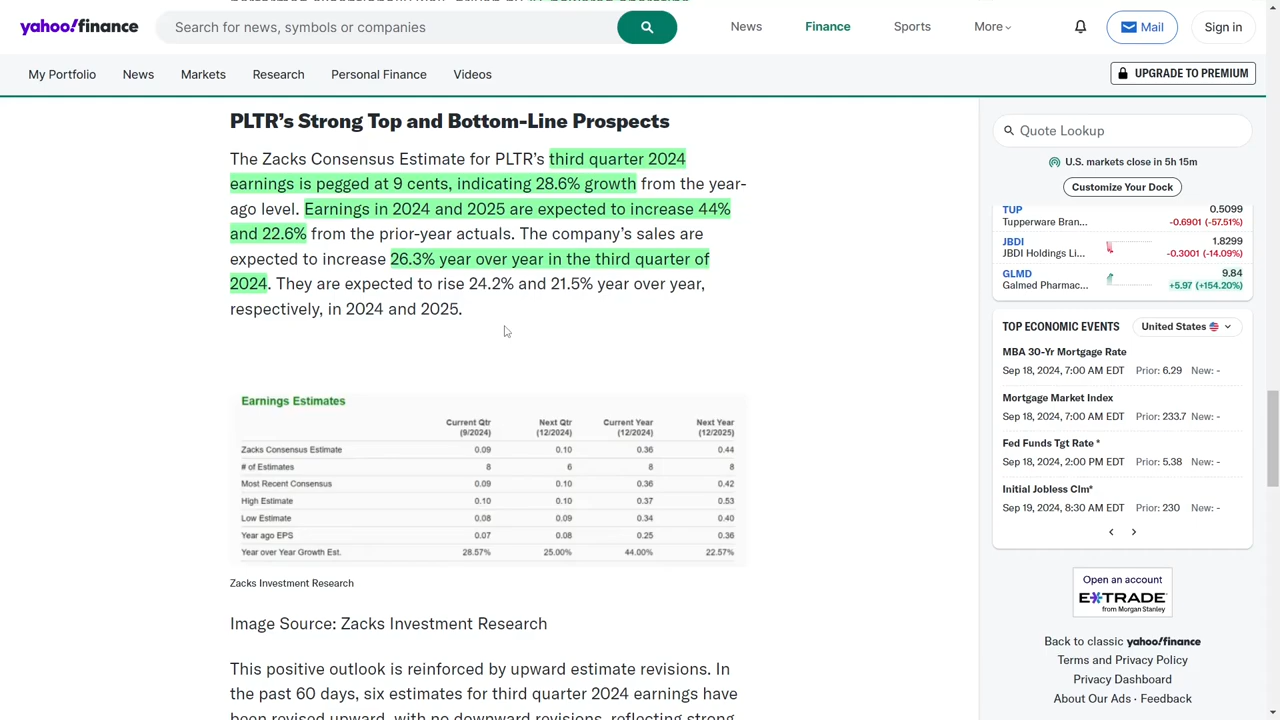 yahoo!finance
Search for news, symbols or companies
News
Finance
Sports
More
Mail
Sign in
My Portfolio
News
Markets
Research
Personal Finance
Videos
UPGRADE TO PREMIUM
PLTR’s Strong Top and Bottom-Line Prospects
The Zacks Consensus Estimate for PLTR’s third quarter 2024
earnings is pegged at 9 cents, indicating 28.6% growth from the year-
ago level. Earnings in 2024 and 2025 are expected to increase 44%
and 22.6% from the prior-year actuals. The company’s sales are
expected to increase 26.3% year over year in the third quarter of
2024. They are expected to rise 24.2% and 21.5% year over year,
respectively, in 2024 and 2025.
Earnings Estimates
Current Qtr Next Qtr Current Year Next Year
(9/2024) (12/2024) (12/2024) (12/2025)
Zacks Consensus Estimate 0.09 0.10 0.36 0.44
# of Estimates 8 6 8 8
Most Recent Consensus 0.09 0.10 0.36 0.42
High Estimate 0.10 0.10 0.37 0.53
Low Estimate 0.08 0.09 0.34 0.40
Year ago EPS 0.07 0.08 0.25 0.36
Year over Year Growth Est. 28.57% 25.00% 44.00% 22.57%
Zacks Investment Research
Image Source: Zacks Investment Research
This positive outlook is reinforced by upward estimate revisions. In
the past 60 days, six estimates for third quarter 2024 earnings have
been revised upward, with no downward revisions, reflecting strong
Quote Lookup
U.S. markets close in 5h 15m
Customize Your Dock
TUP 0.5099
Tupperware Bran... -0.6901 (-57.51%)
JBDI 1.8299
JBDI Holdings Li... -0.3001 (-14.09%)
GLMD 9.84
Galmed Pharmac... +5.97 (+154.20%)
TOP ECONOMIC EVENTS
United States
MBA 30-Yr Mortgage Rate
Sep 18, 2024, 7:00 AM EDT Prior: 6.29 New: -
Mortgage Market Index
Sep 18, 2024, 7:00 AM EDT Prior: 233.7 New: -
Fed Funds Tgt Rate *
Sep 18, 2024, 2:00 PM EDT Prior: 5.38 New: -
Initial Jobless Clm*
Sep 19, 2024, 8:30 AM EDT Prior: 230 New: -
Open an account
E*TRADE
from Morgan Stanley
Back to classic yahoo!finance
Terms and Privacy Policy
Privacy Dashboard
About Our Ads · Feedback